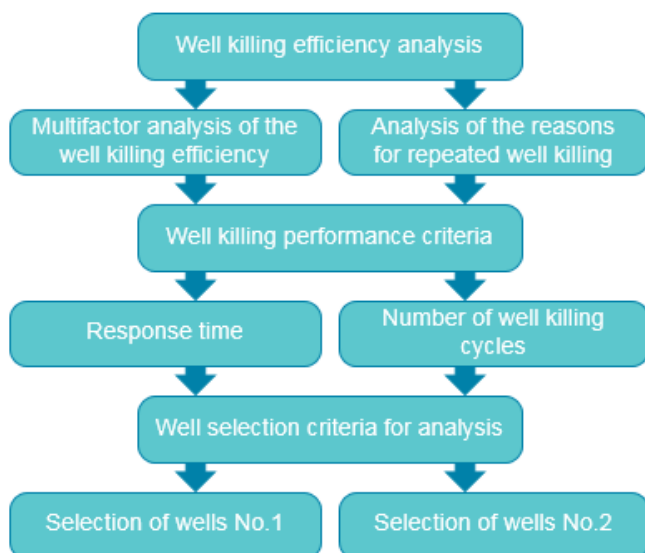 Well killing efficiency analysis
Multifactor analysis of the
well killing efficiency
Analysis of the reasons
for repeated well killing
Well killing performance criteria
Response time
Number of well killing
cycles
Well selection criteria for analysis
Selection of wells No.1
Selection of wells No.2